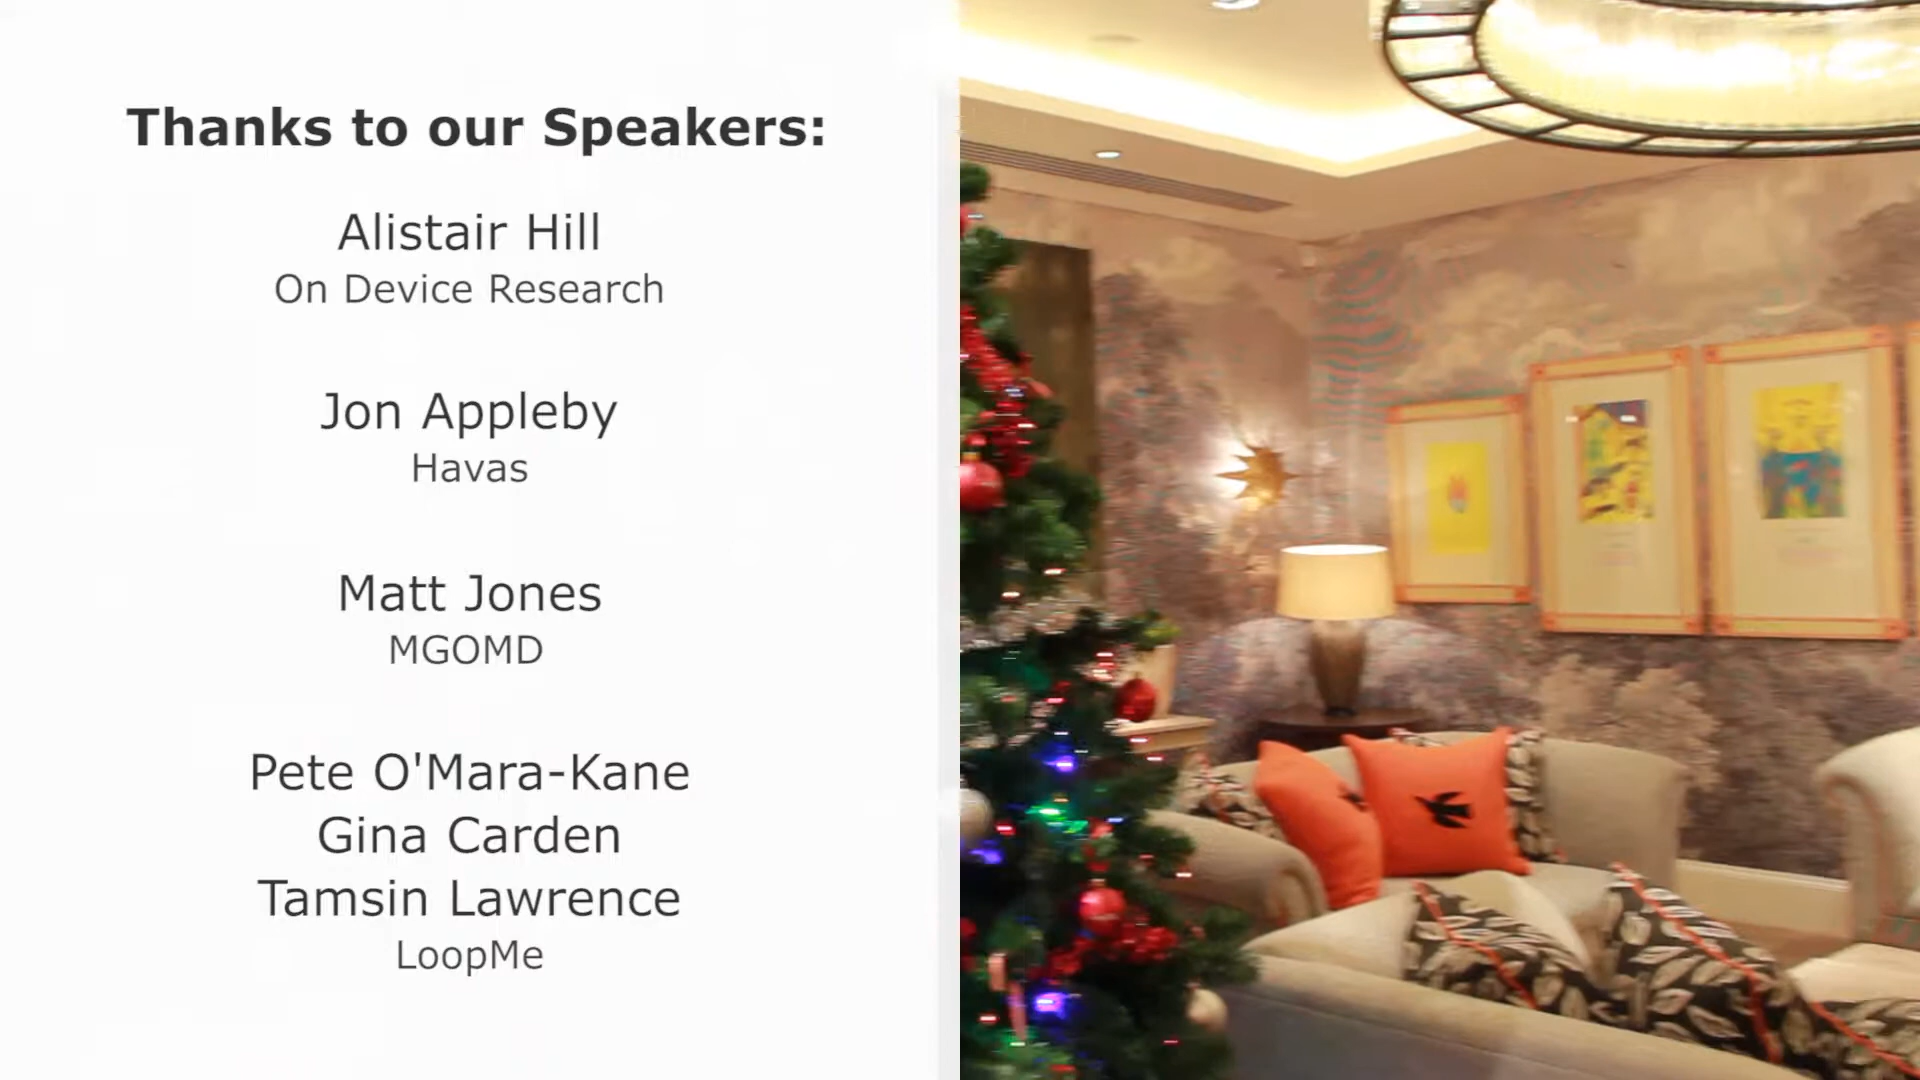 Thanks to our Speakers:
Alistair Hill
On Device Research
Jon Appleby
Havas
Matt Jones
MGOMD
Pete O'Mara-Kane
Gina Carden
Tamsin Lawrence
LoopMe